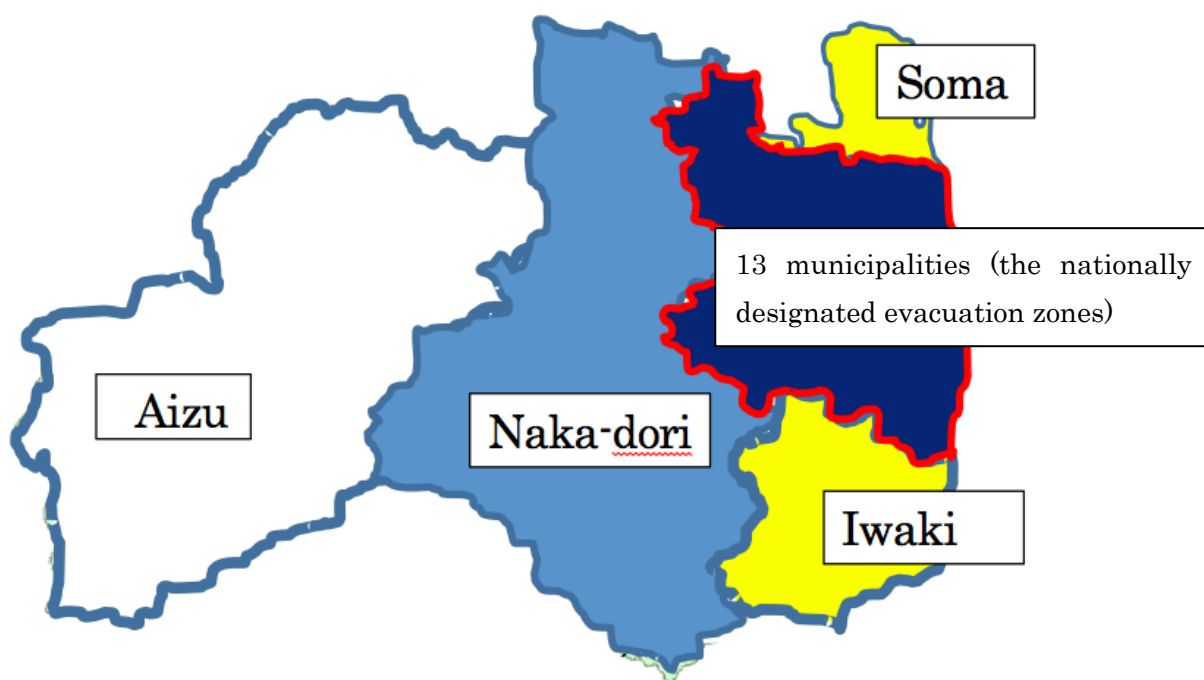 Soma
13 municipalities (the nationally
designated evacuation zones)
Aizu
Naka-dori
Iwaki